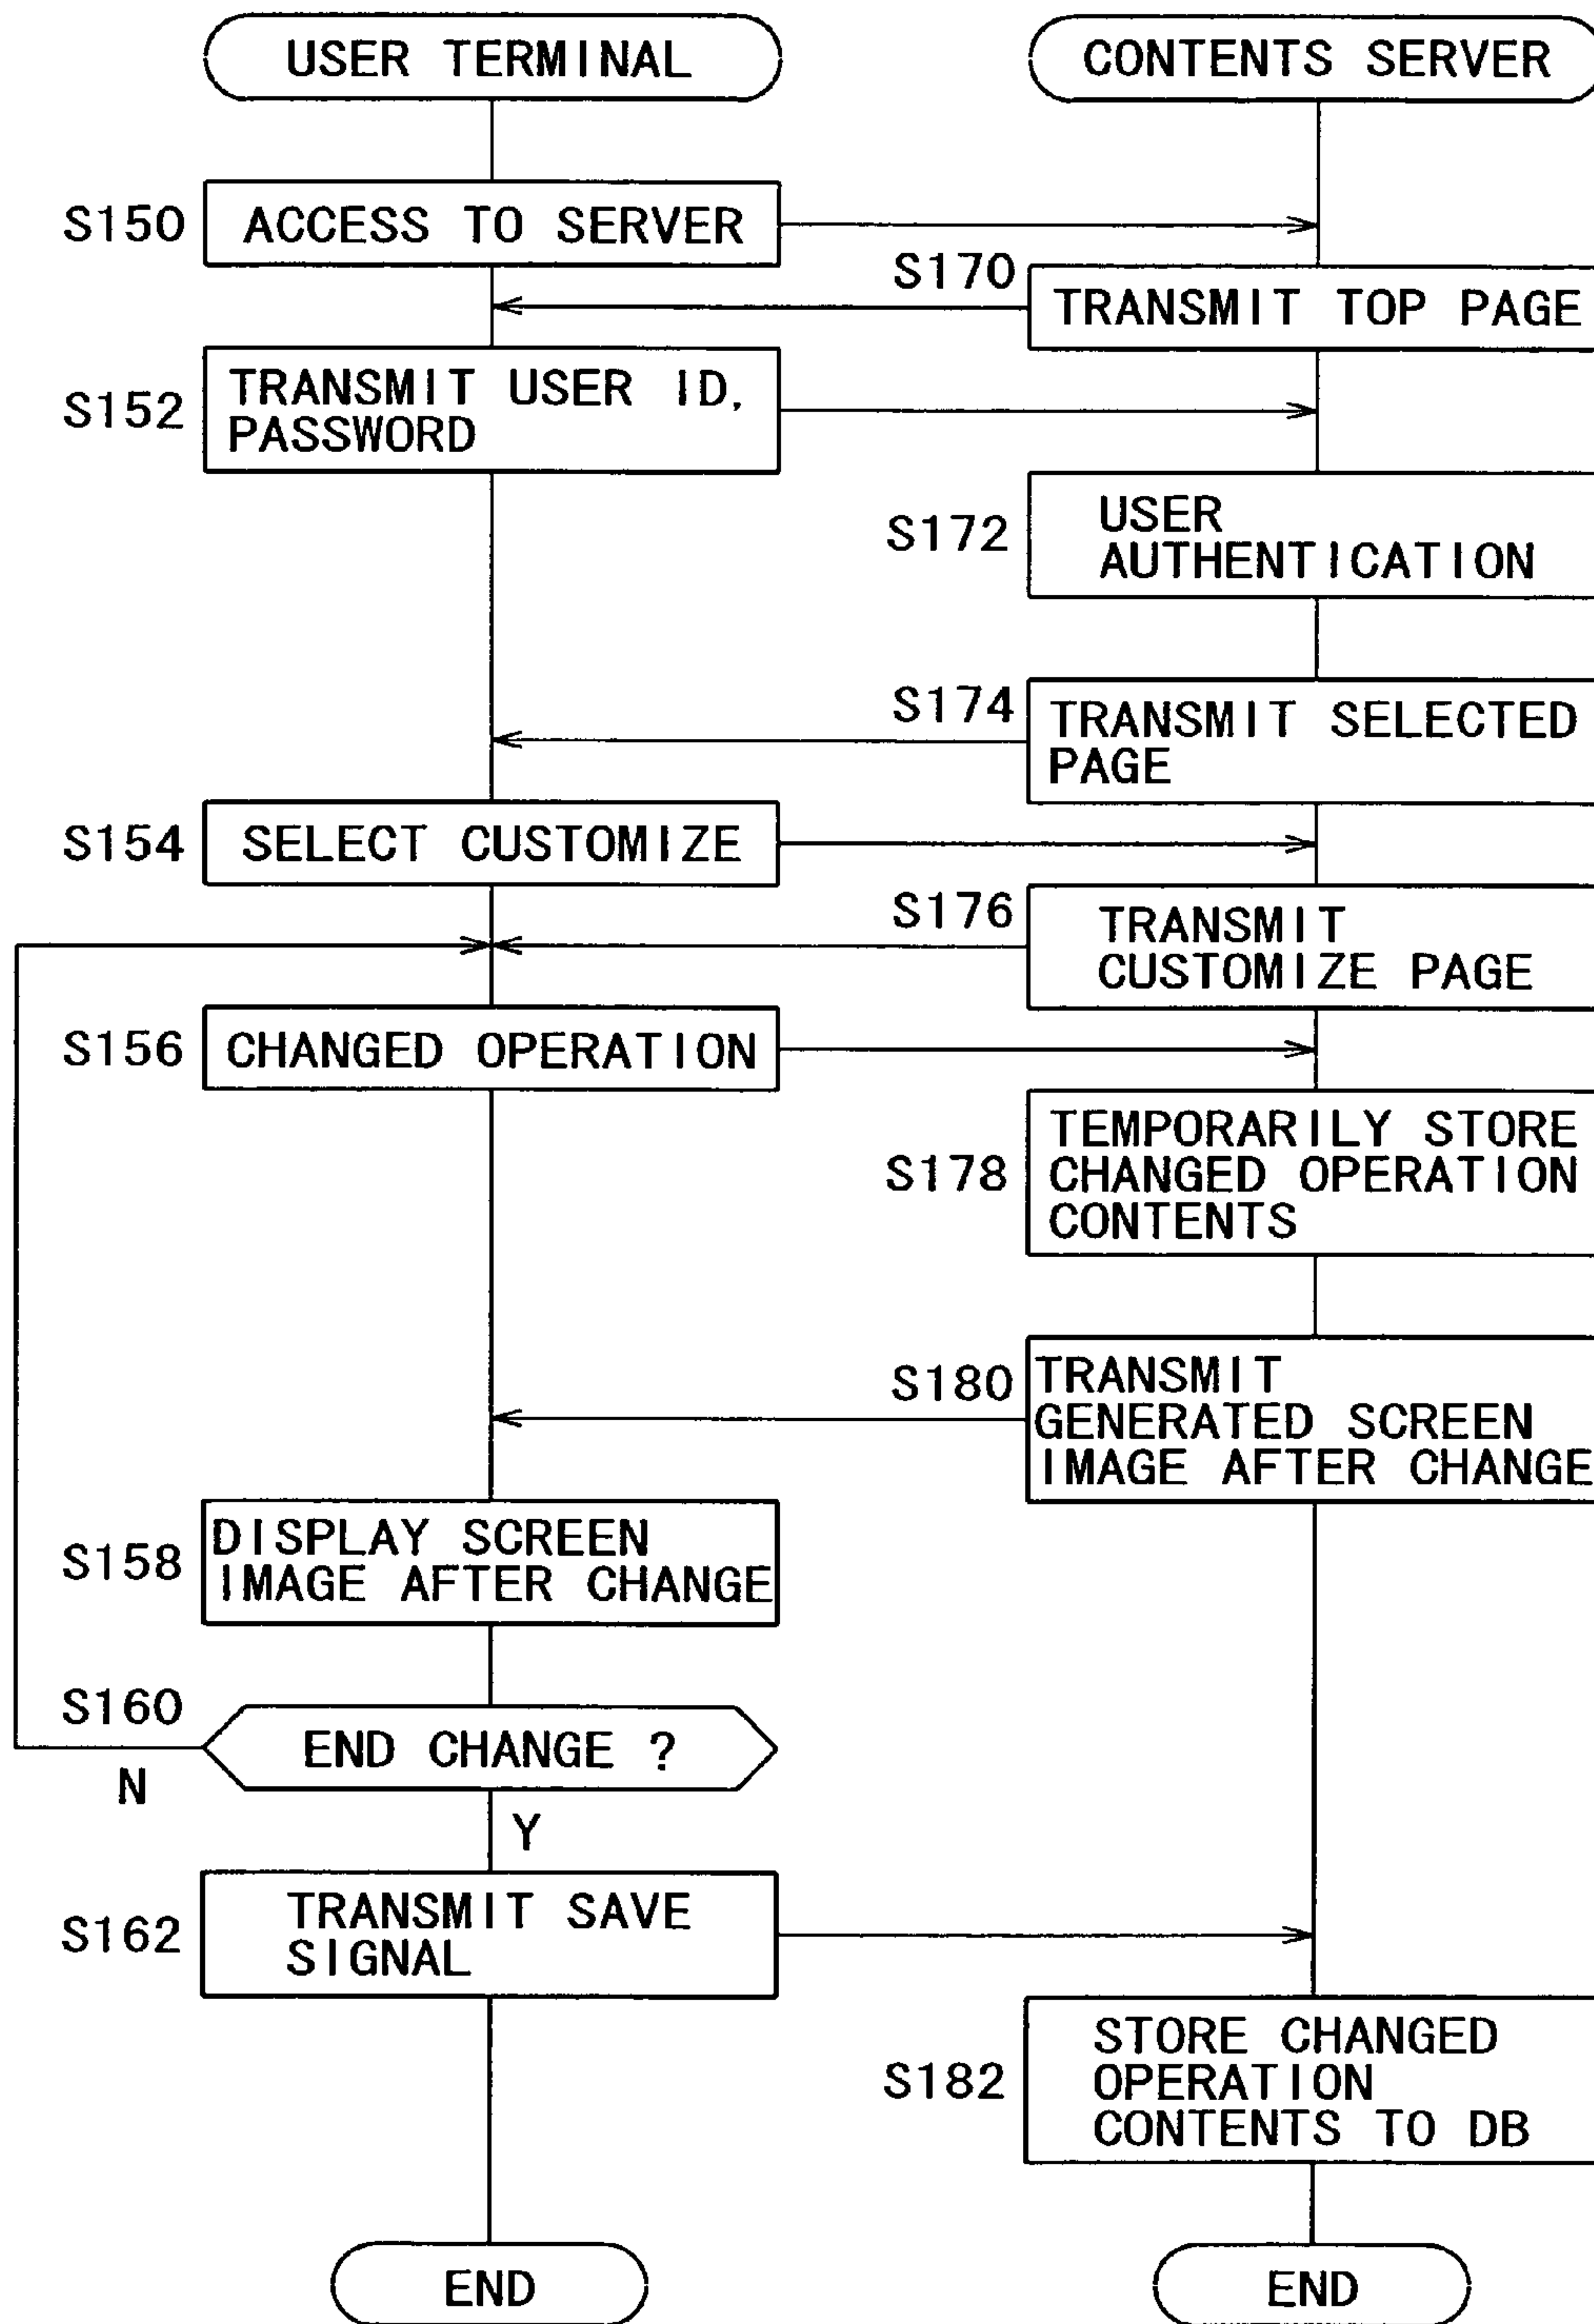 USER TERMINAL
CONTENTS SERVER
S150
ACCESS TO SERVER
S170
TRANSMIT TOP PAGE
S152
TRANSMIT USER ID,
PASSWORD
S172
USER
AUTHENTICATION
S174
TRANSMIT SELECTED
PAGE
S154
SELECT CUSTOMIZE
S176
TRANSMIT
CUSTOMIZE PAGE
S156
CHANGED OPERATION
S178
TEMPORARILY STORE
CHANGED OPERATION
CONTENTS
S180
TRANSMIT
GENERATED SCREEN
IMAGE AFTER CHANGE
S158
DISPLAY SCREEN
IMAGE AFTER CHANGE
S160
END CHANGE ?
N
Y
S162
TRANSMIT SAVE
SIGNAL
S182
STORE CHANGED
OPERATION
CONTENTS TO DB
END
END